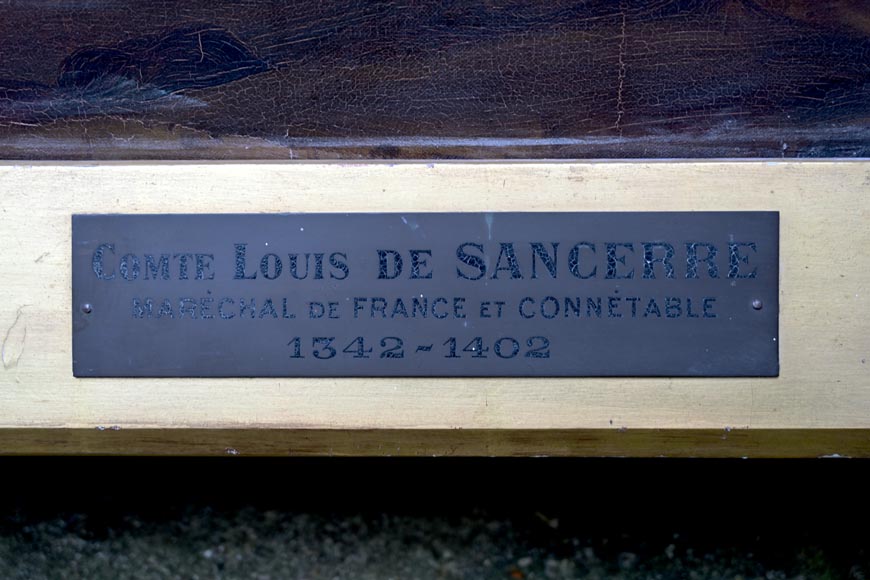 Comte Louis de SANCERRE
MARÉCHAL DE FRANCE ET CONNÉTABLE
1342~1402